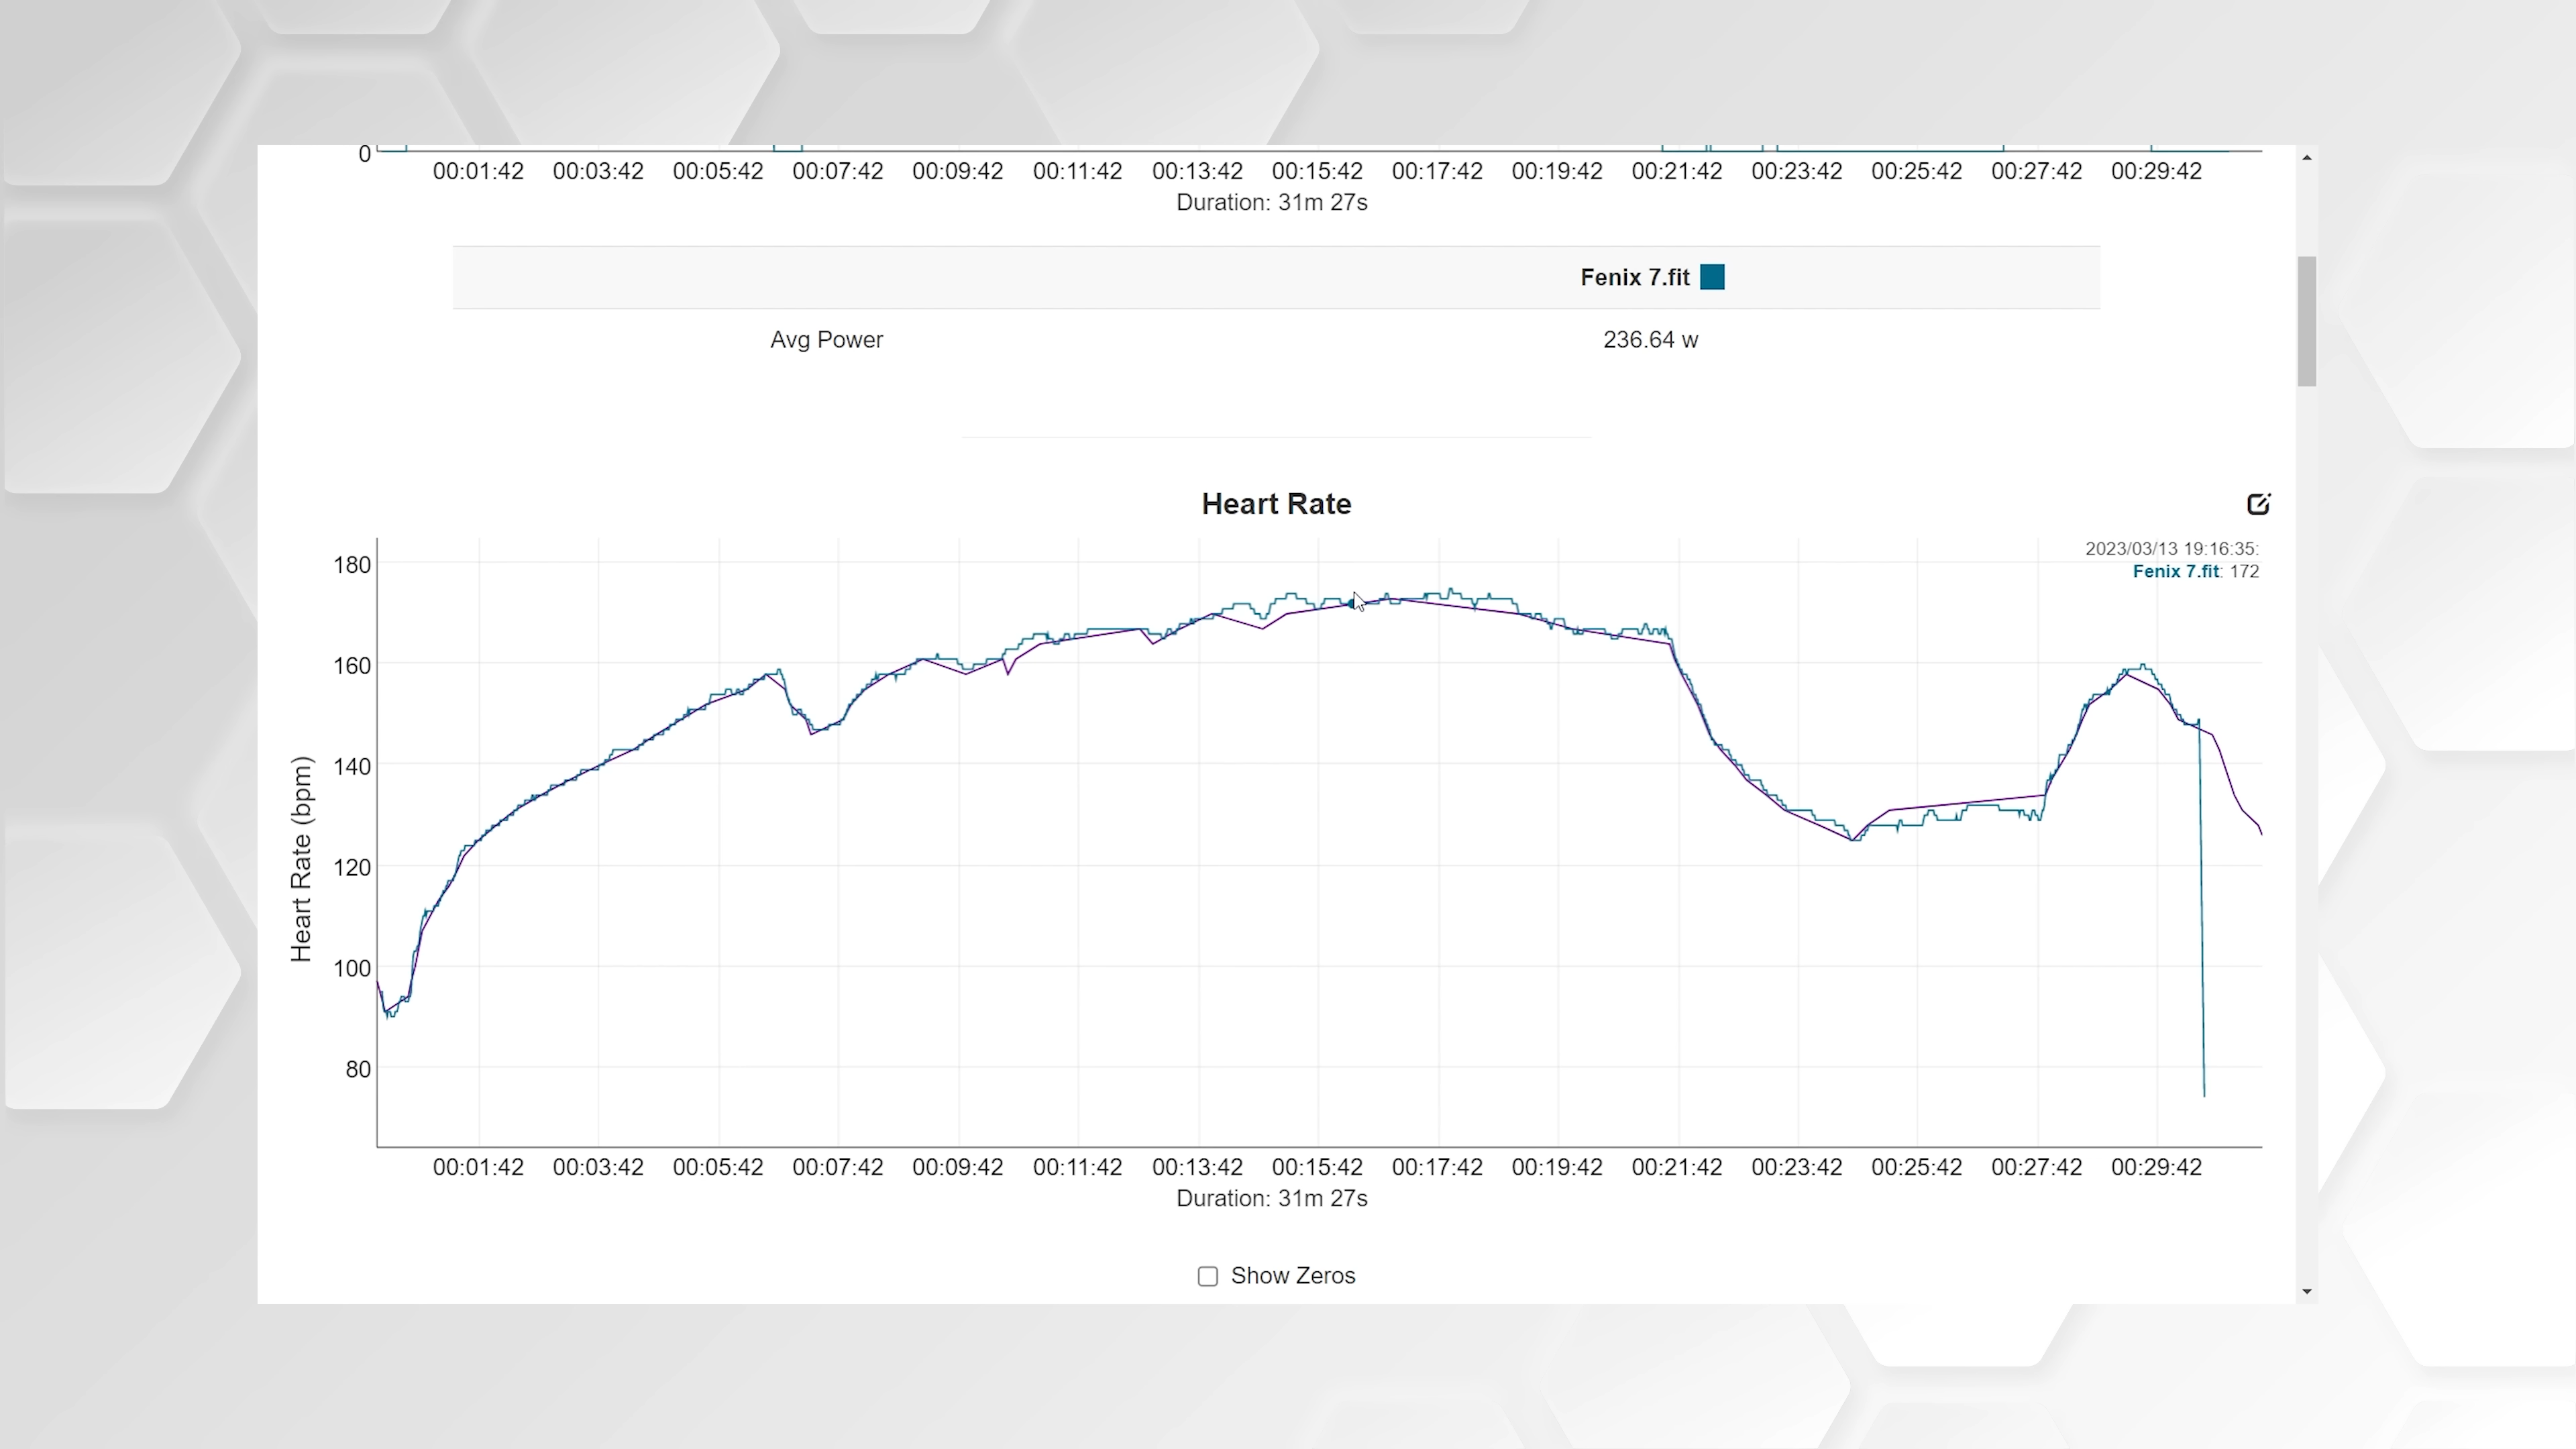 0
00:01:42 00:03:42 00:05:42 00:07:42 00:09:42 00:11:42 00:13:42 00:15:42 00:17:42 00:19:42 00:21:42 00:23:42 00:25:42 00:27:42 00:29:42
Duration: 31m 27s
Fenix 7.fit
Avg Power 236.64 w
Heart Rate
2023/03/13 19:16:35:
Fenix 7.fit: 172
180
160
140
120
100
80
Heart Rate (bpm)
00:01:42 00:03:42 00:05:42 00:07:42 00:09:42 00:11:42 00:13:42 00:15:42 00:17:42 00:19:42 00:21:42 00:23:42 00:25:42 00:27:42 00:29:42
Duration: 31m 27s
Show Zeros